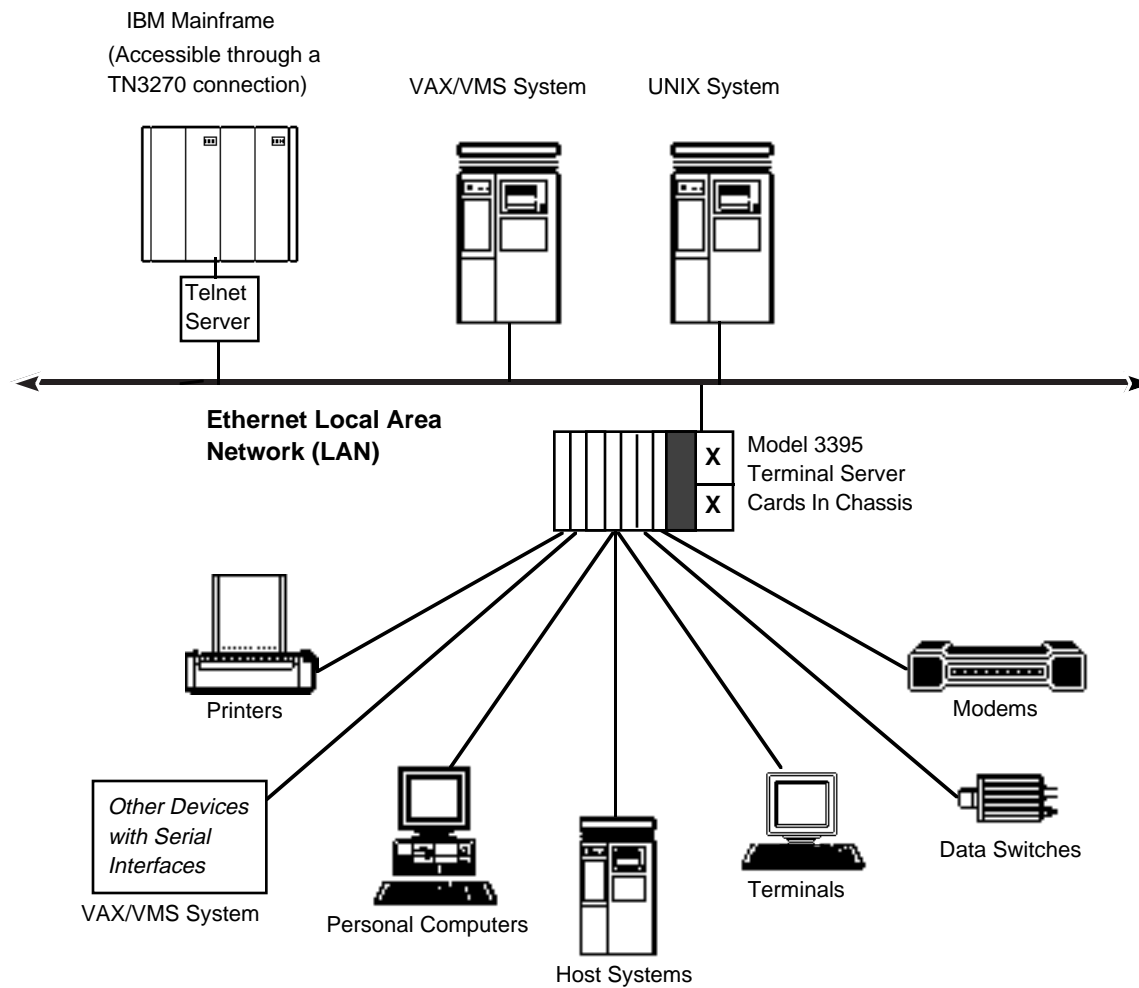 IBM Mainframe
(Accessible through a
TN3270 connection)
VAX/VMS System
UNIX System
Telnet
Server
Ethernet Local Area
Network (LAN)
X
X
Model 3395
Terminal Server
Cards In Chassis
Printers
Modems
Other Devices
with Serial
Interfaces
VAX/VMS System
Personal Computers
Host Systems
Terminals
Data Switches